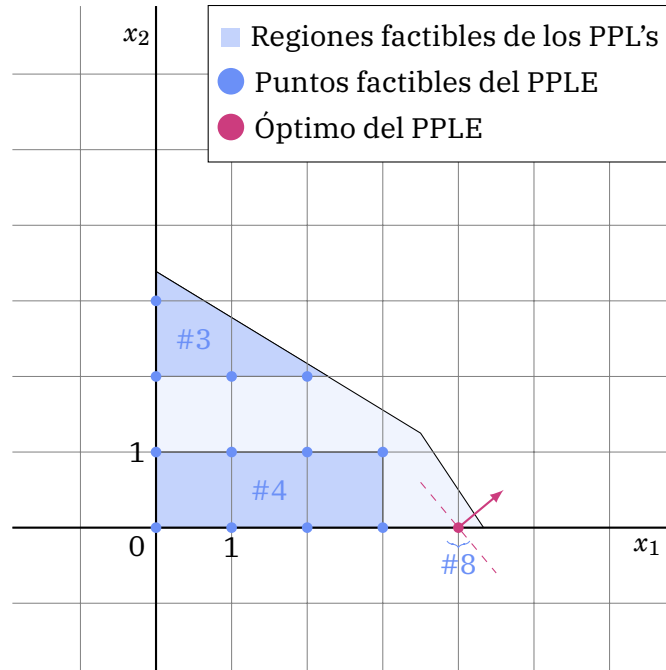 x₂
Regiones factibles de los PPL's
Puntos factibles del PPLE
Óptimo del PPLE
#3
1
#4
0
1
x₁
#8